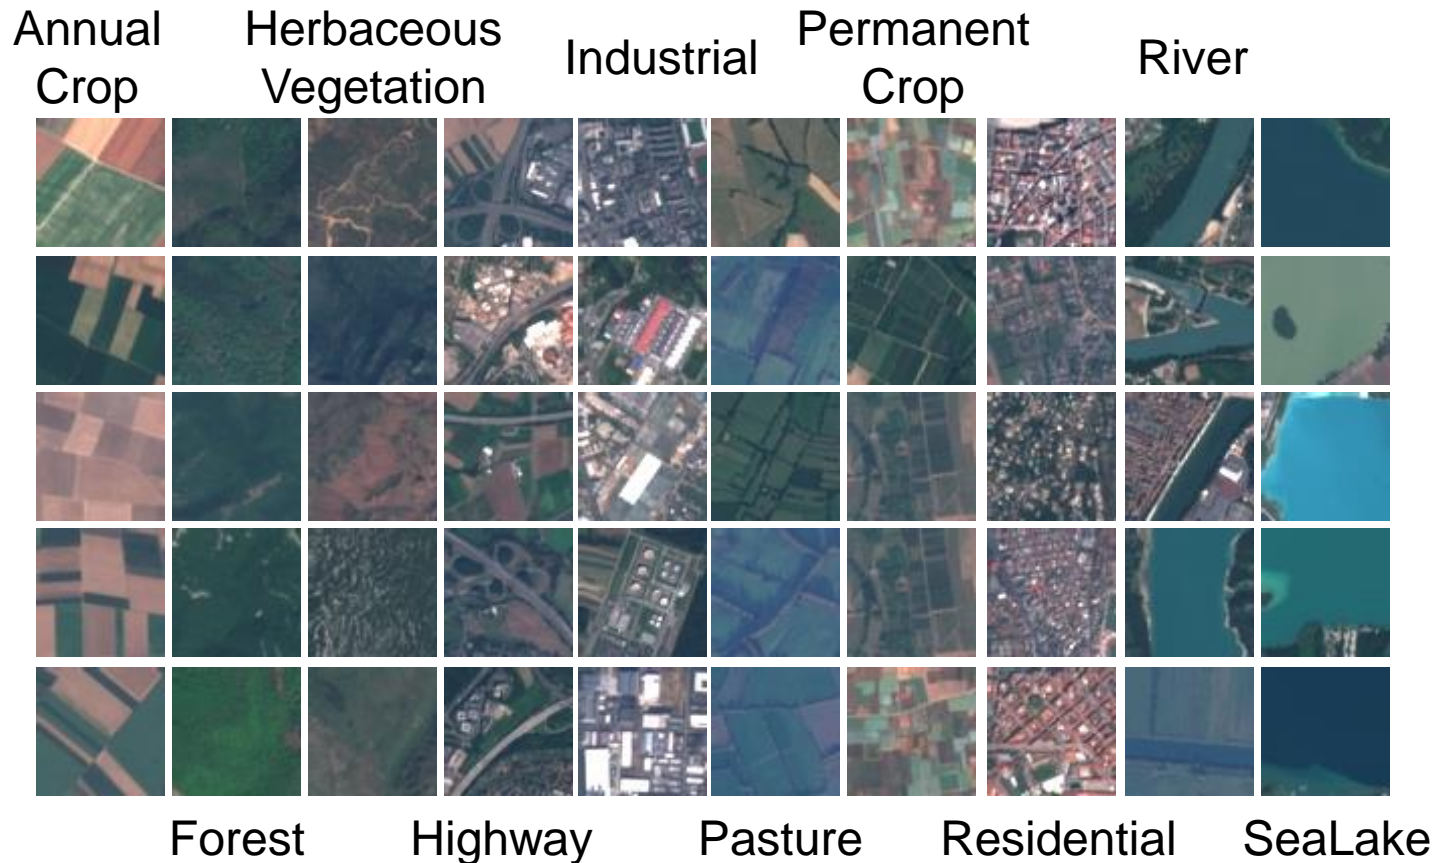 Annual
Crop
Herbaceous
Vegetation
Industrial
Permanent
Crop
River
Forest
Highway
Pasture
Residential
SeaLake